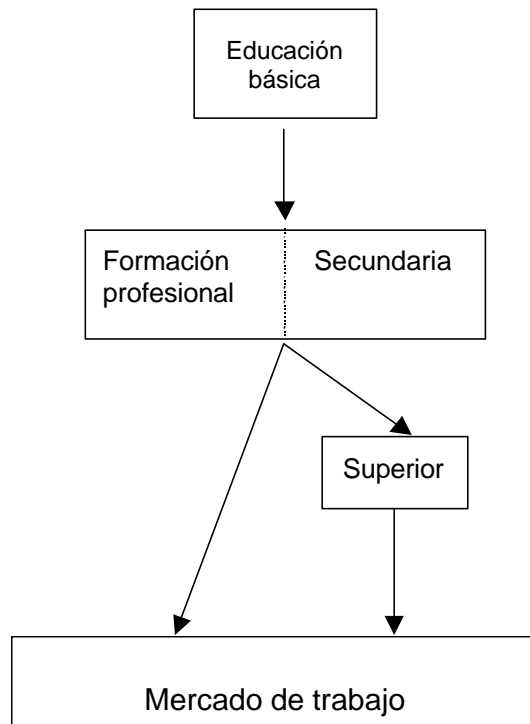 Educación
básica
Formación
profesional
Secundaria
Superior
Mercado de trabajo